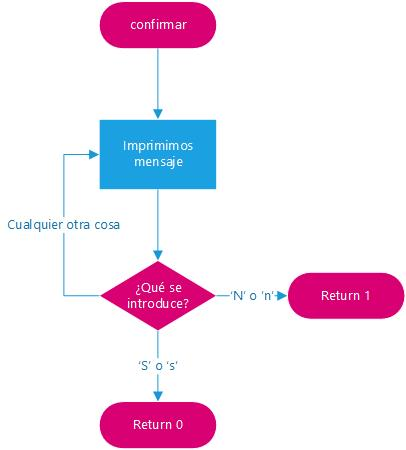 confirmar
Imprimimos
mensaje
Cualquier otra cosa
¿Qué se
introduce?
'N' o 'n'
Return 1
'S' o 's'
Return 0